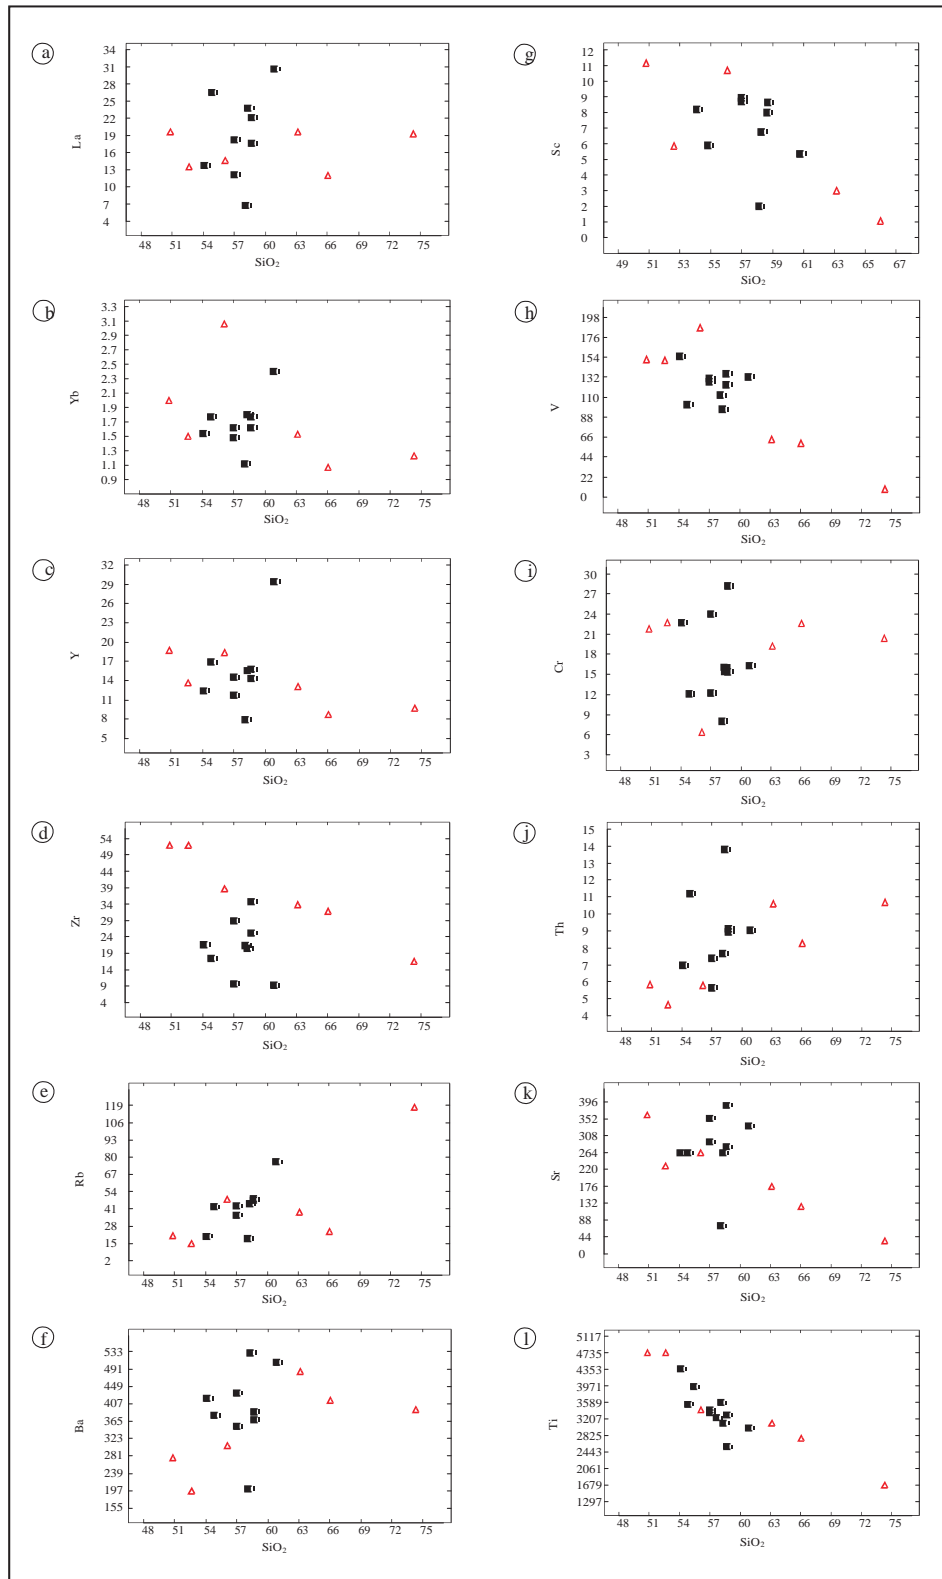 a
La
34
31
28
25
22
19
16
13
10
7
4
48 51 54 57 60 63 66 69 72 75
SiO₂
b
Yb
3.3
3.1
2.9
2.7
2.5
2.3
2.1
1.9
1.7
1.5
1.3
1.1
0.9
48 51 54 57 60 63 66 69 72 75
SiO₂
c
Y
32
29
26
23
20
17
14
11
8
5
48 51 54 57 60 63 66 69 72 75
SiO₂
d
Zr
54
49
44
39
34
29
24
19
14
9
4
48 51 54 57 60 63 66 69 72 75
SiO₂
e
Rb
119
106
93
80
67
54
41
28
15
2
48 51 54 57 60 63 66 69 72 75
SiO₂
f
Ba
533
491
449
407
365
323
281
239
197
155
48 51 54 57 60 63 66 69 72 75
SiO₂
g
Sc
12
11
10
9
8
7
6
5
4
3
2
1
0
49 51 53 55 57 59 61 63 65 67
SiO₂
h
V
198
176
154
132
110
88
66
44
22
0
48 51 54 57 60 63 66 69 72 75
SiO₂
i
Cr
30
27
24
21
18
15
12
9
6
3
48 51 54 57 60 63 66 69 72 75
SiO₂
j
Th
15
14
13
12
11
10
9
8
7
6
5
4
48 51 54 57 60 63 66 69 72 75
SiO₂
k
Sr
396
352
308
264
220
176
132
88
44
0
48 51 54 57 60 63 66 69 72 75
SiO₂
l
Ti
5117
4735
4353
3971
3589
3207
2825
2443
2061
1679
1297
48 51 54 57 60 63 66 69 72 75
SiO₂